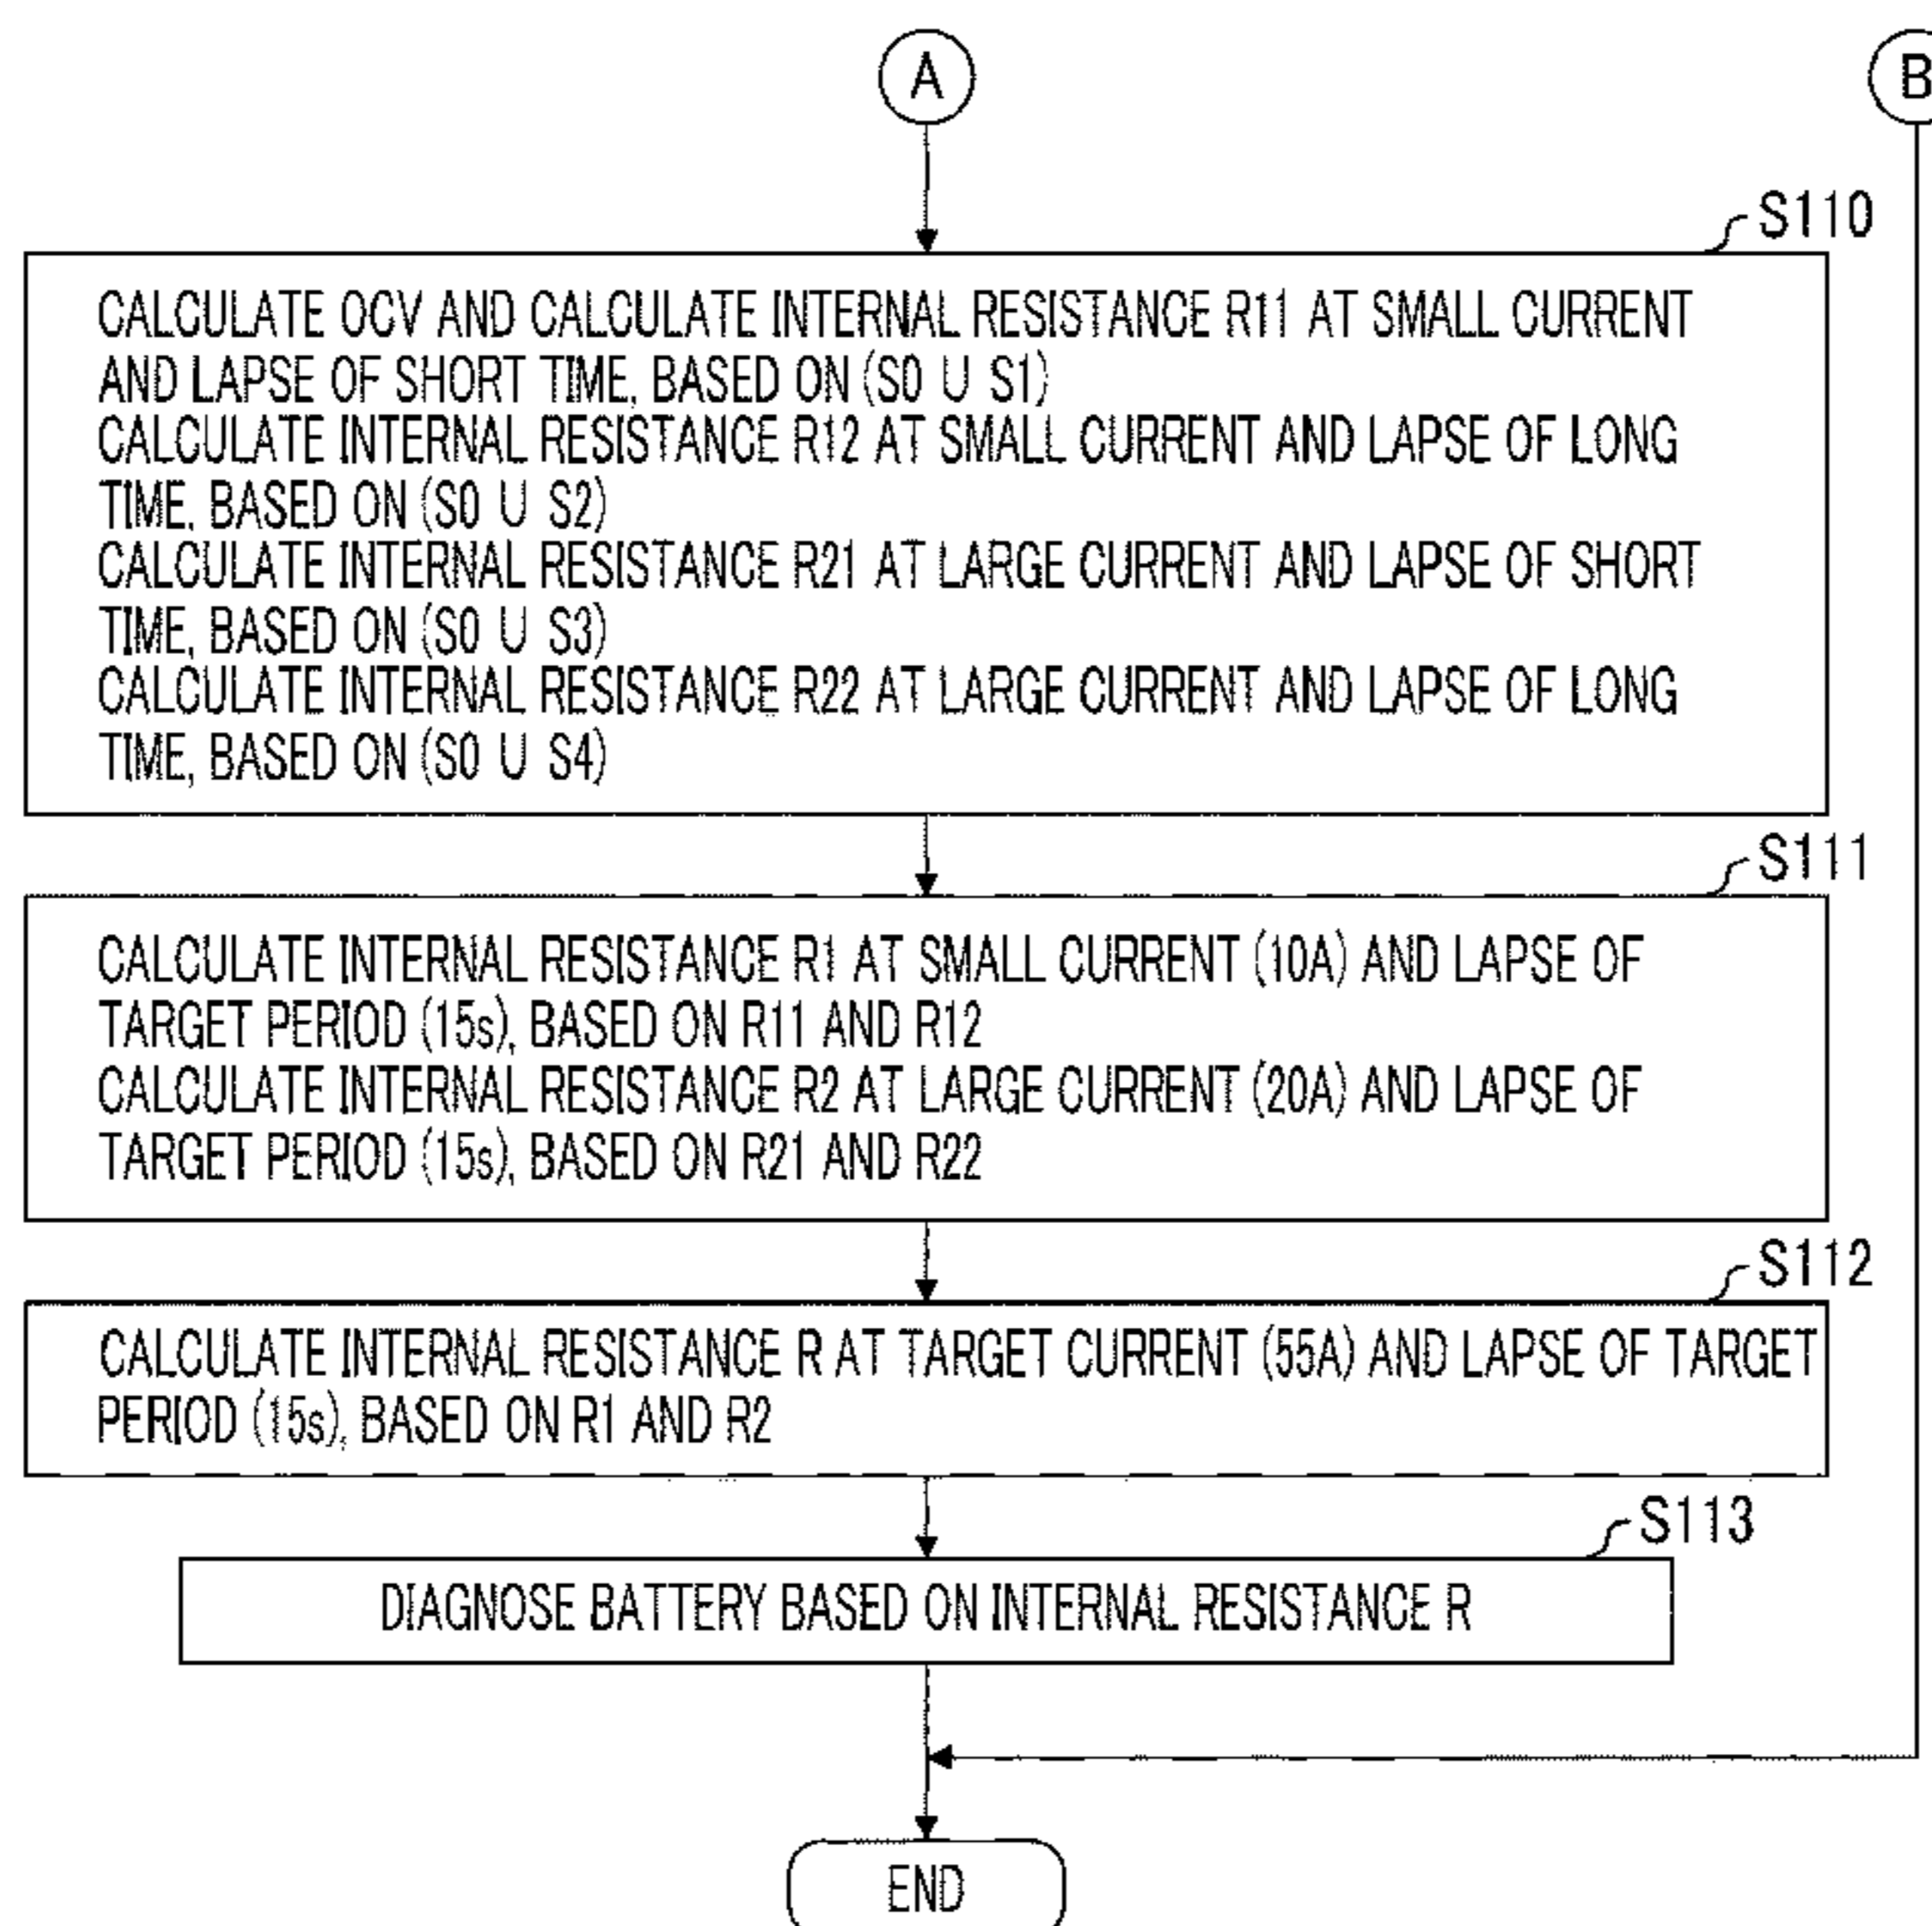 A
B
S110
CALCULATE OCV AND CALCULATE INTERNAL RESISTANCE R11 AT SMALL CURRENT
AND LAPSE OF SHORT TIME, BASED ON (S0 ∪ S1)
CALCULATE INTERNAL RESISTANCE R12 AT SMALL CURRENT AND LAPSE OF LONG
TIME, BASED ON (S0 ∪ S2)
CALCULATE INTERNAL RESISTANCE R21 AT LARGE CURRENT AND LAPSE OF SHORT
TIME, BASED ON (S0 ∪ S3)
CALCULATE INTERNAL RESISTANCE R22 AT LARGE CURRENT AND LAPSE OF LONG
TIME, BASED ON (S0 ∪ S4)
S111
CALCULATE INTERNAL RESISTANCE R1 AT SMALL CURRENT (10A) AND LAPSE OF
TARGET PERIOD (15s), BASED ON R11 AND R12
CALCULATE INTERNAL RESISTANCE R2 AT LARGE CURRENT (20A) AND LAPSE OF
TARGET PERIOD (15s), BASED ON R21 AND R22
S112
CALCULATE INTERNAL RESISTANCE R AT TARGET CURRENT (55A) AND LAPSE OF TARGET
PERIOD (15s), BASED ON R1 AND R2
S113
DIAGNOSE BATTERY BASED ON INTERNAL RESISTANCE R
END